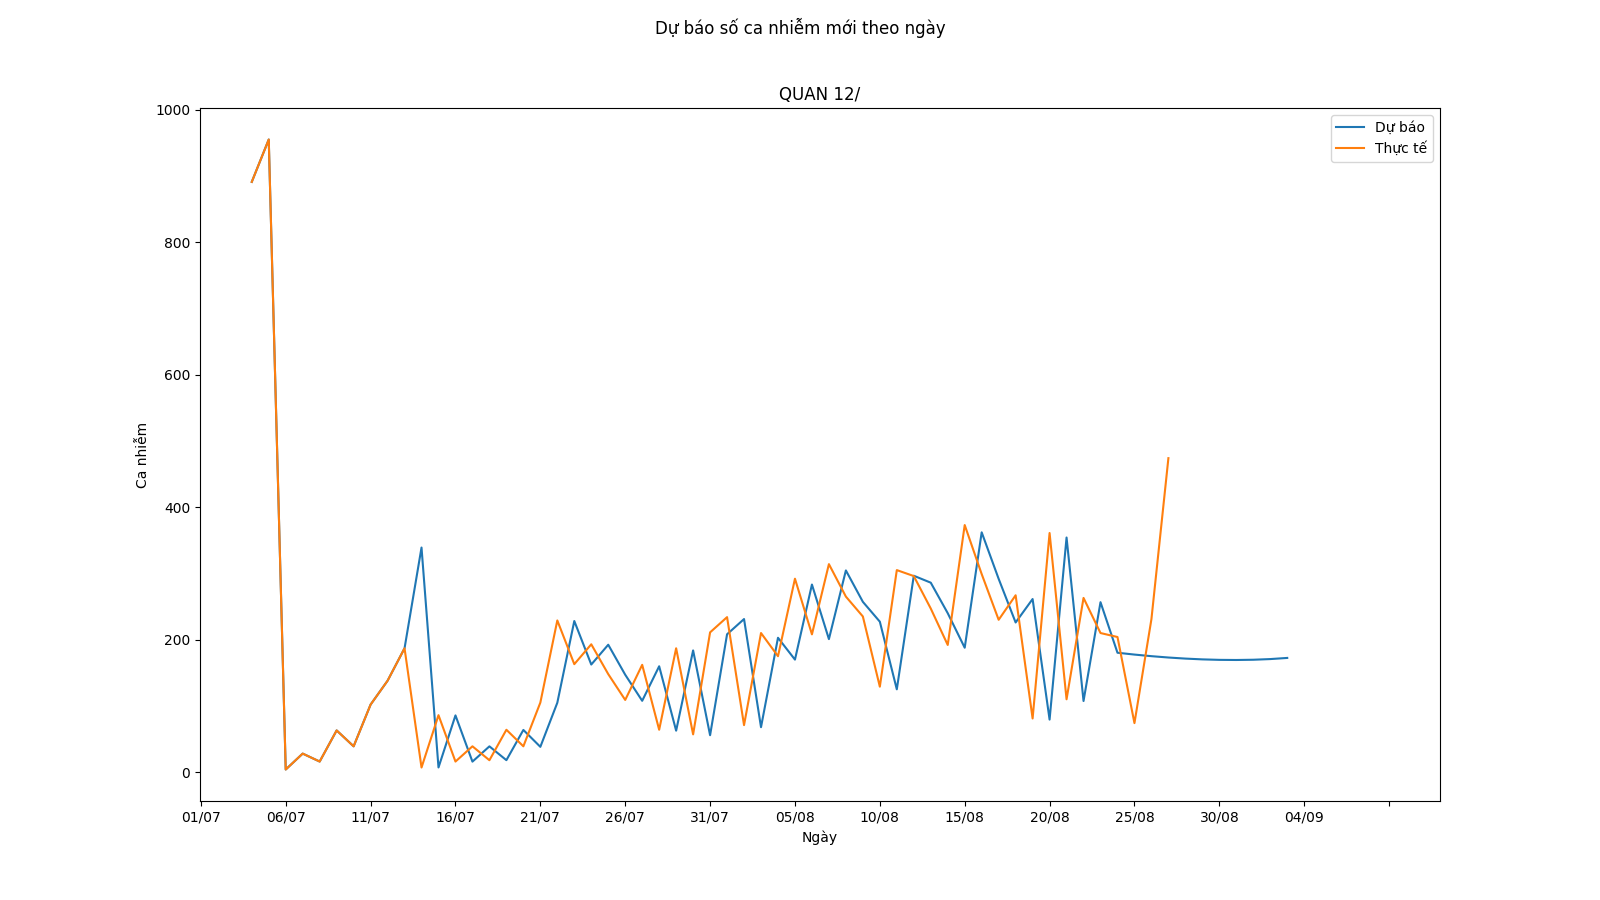 Dự báo số ca nhiễm mới theo ngày
QUAN 12/
Dự báo
Thực tế
Ca nhiễm
1000
800
600
400
200
0
01/07 06/07 11/07 16/07 21/07 26/07 31/07 05/08 10/08 15/08 20/08 25/08 30/08 04/09
Ngày